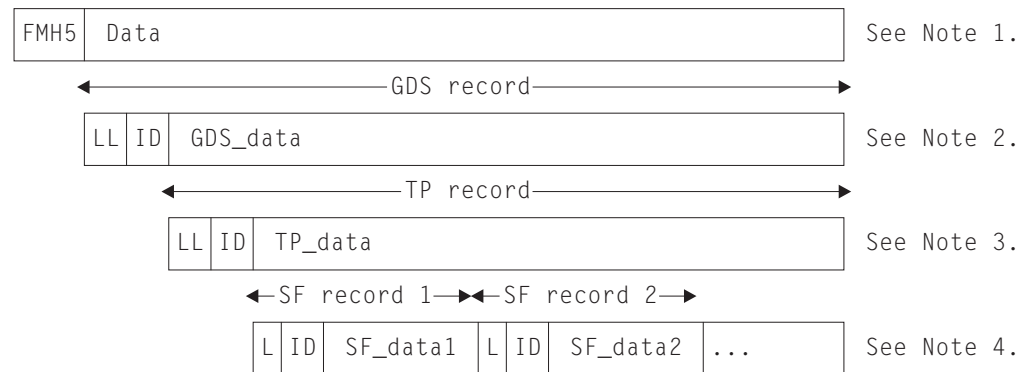 FMH5 Data See Note 1.
GDS record
LL ID GDS_data See Note 2.
TP record
LL ID TP_data See Note 3.
SF record 1 SF record 2
L ID SF_data1 L ID SF_data2 ... See Note 4.